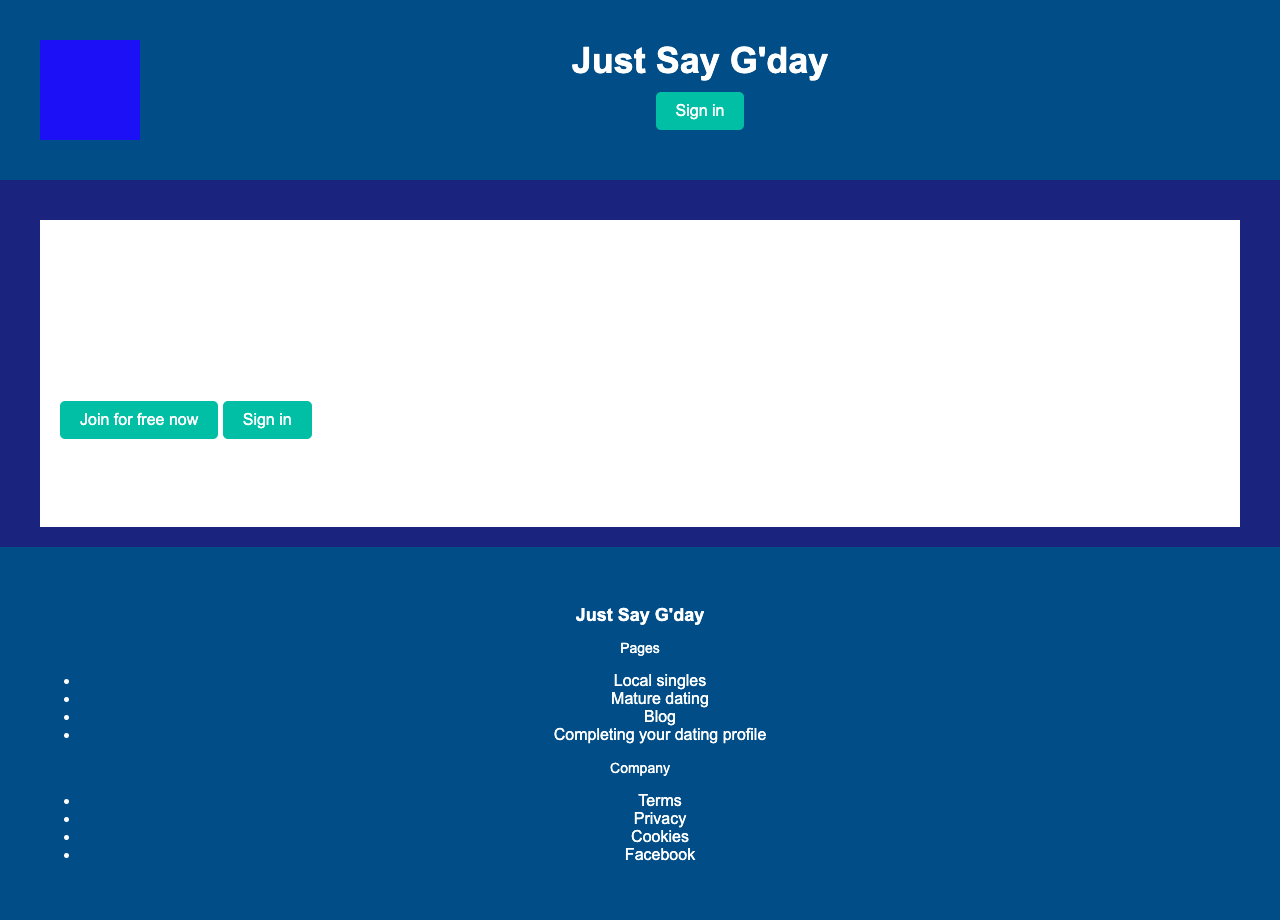 Just Say G'day
Sign in
Join for free now Sign in
Just Say G'day
Pages
Local singles
Mature dating
Blog
Completing your dating profile
Company
Terms
Privacy
Cookies
Facebook